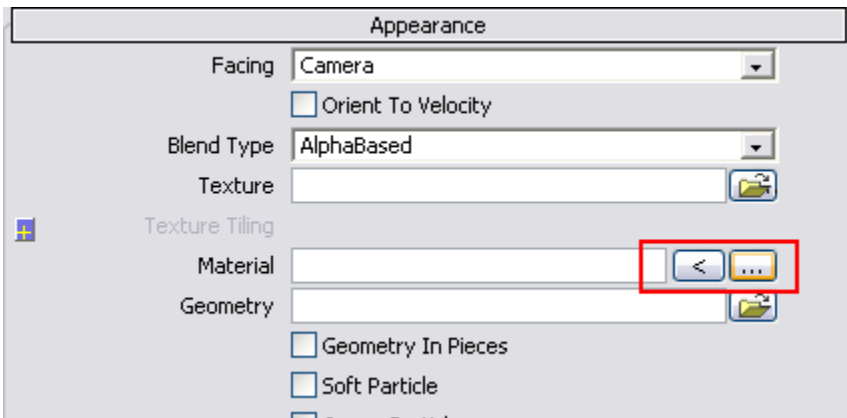 Appearance
Facing Camera
Orient To Velocity
Blend Type AlphaBased
Texture
Texture Tiling
Material < ...
Geometry
Geometry In Pieces
Soft Particle